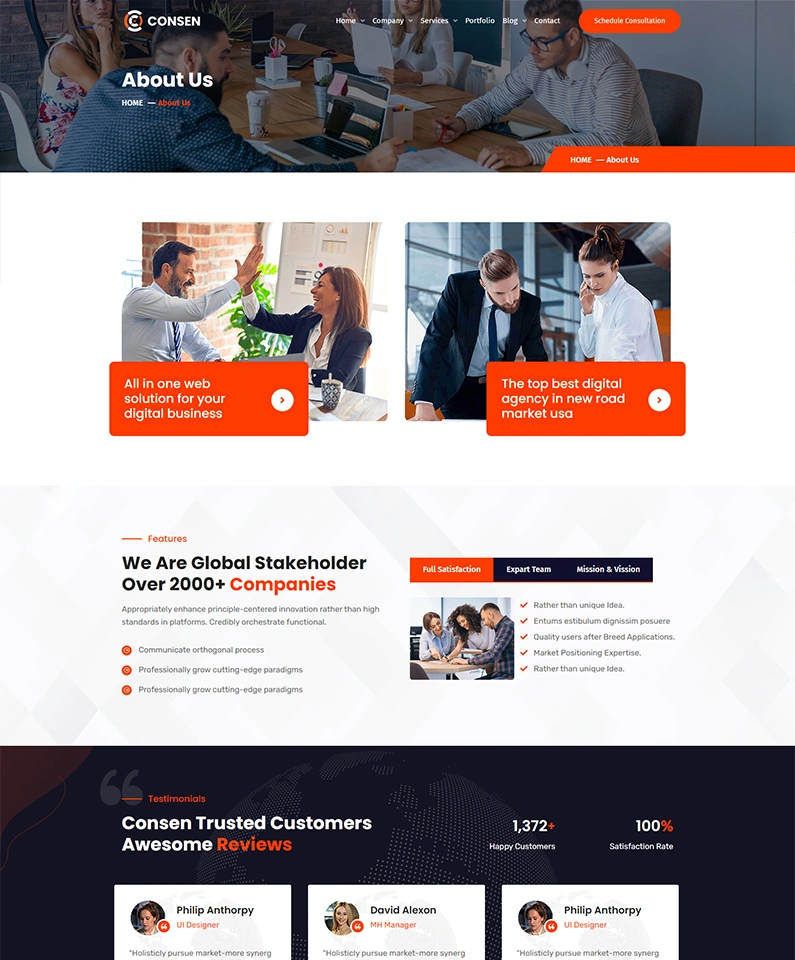 CONSEN
Home Company Services Portfolio Blog Contact
Schedule Consultation
About Us
HOME — About Us
HOME — About Us
All in one web
solution for your
digital business
The top best digital
agency in new road
market usa
Features
We Are Global Stakeholder
Over 2000+ Companies
Appropriately enhance principle-centered innovation rather than high
standards in platforms. Credibly orchestrate functional.
Communicate orthogonal process
Professionally grow cutting-edge paradigms
Professionally grow cutting-edge paradigms
Full Satisfaction Expart Team Mission & Vission
Rather than unique Idea.
Entums estibulum dignissim posuere
Quality users after Breed Applications.
Market Positioning Expertise.
Rather than unique Idea.
Testimonials
Consen Trusted Customers
Awesome Reviews
1,372+
Happy Customers
100%
Satisfaction Rate
Philip Anthorpy
UI Designer
"Holisticly pursue market-more synerg
David Alexon
MH Manager
"Holisticly pursue market-more synerg
Philip Anthorpy
UI Designer
"Holisticly pursue market-more synerg